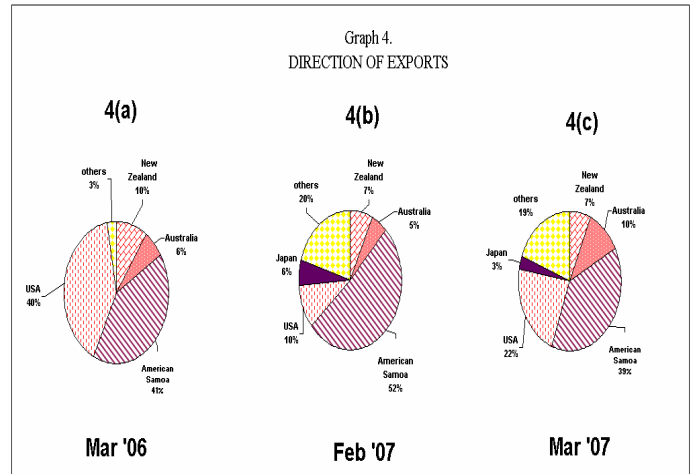 Graph 4.
DIRECTION OF EXPORTS
4(a)
others
3%
New
Zealand
10%
Australia
6%
USA
40%
American
Samoa
41%
Mar '06
4(b)
New
Zealand
7%
others
20%
Australia
5%
Japan
6%
USA
10%
American
Samoa
52%
Feb '07
4(c)
New
Zealand
7%
others
19%
Australia
10%
Japan
3%
USA
22%
American
Samoa
39%
Mar '07